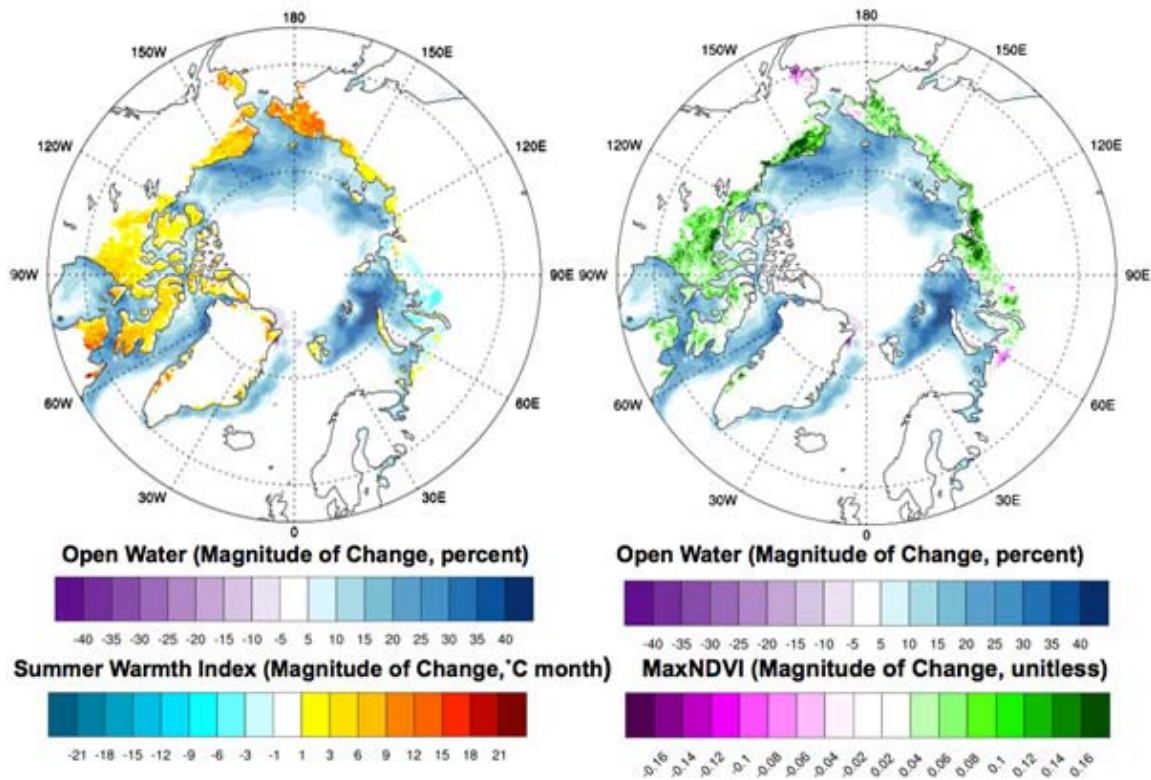 180
150W
150E
120W
120E
90W
90E
60W
60E
30W
30E
0
180
150W
150E
120W
120E
90W
90E
60W
60E
30W
30E
0
Open Water (Magnitude of Change, percent)
-40 -35 -30 -25 -20 -15 -10 -5 5 10 15 20 25 30 35 40
Summer Warmth Index (Magnitude of Change,°C month)
-21 -18 -15 -12 -9 -6 -3 -1 1 3 6 9 12 15 18 21
Open Water (Magnitude of Change, percent)
-40 -35 -30 -25 -20 -15 -10 -5 5 10 15 20 25 30 35 40
MaxNDVI (Magnitude of Change, unitless)
-0.16 -0.14 -0.12 -0.1 -0.08 -0.06 -0.04 -0.02 0.02 0.04 0.06 0.08 0.1 0.12 0.14 0.16